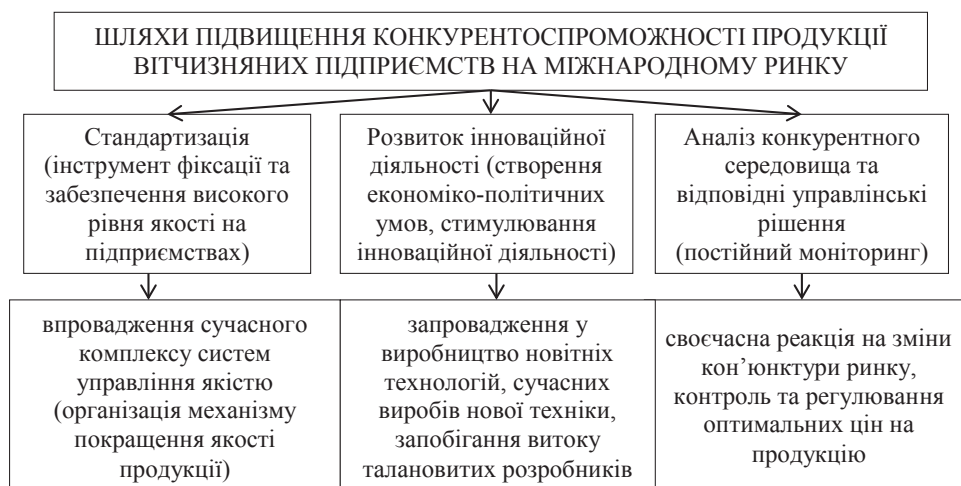 ШЛЯХИ ПІДВИЩЕННЯ КОНКУРЕНТОСПРОМОЖНОСТІ ПРОДУКЦІЇ
ВІТЧИЗНЯНИХ ПІДПРИЄМСТВ НА МІЖНАРОДНОМУ РИНКУ
Стандартизація
(інструмент фіксації та
забезпечення високого
рівня якості на
підприємствах)
Розвиток інноваційної
діяльності (створення
економіко-політичних
умов, стимулювання
інноваційної діяльності)
Аналіз конкурентного
середовища та
відповідні управлінські
рішення
(постійний моніторинг)
впровадження сучасного
комплексу систем
управління якістю
(організація механізму
покращення якості
продукції)
запровадження у
виробництво новітніх
технологій, сучасних
виробів нової техніки,
запобігання витоку
талановитих розробників
своєчасна реакція на зміни
кон’юнктури ринку,
контроль та регулювання
оптимальних цін на
продукцію